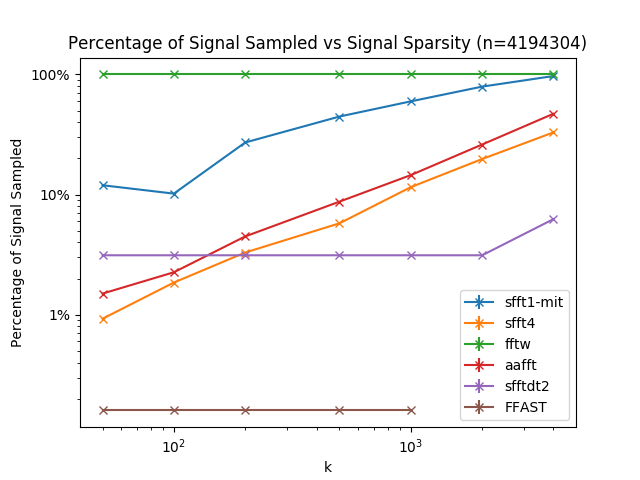 Percentage of Signal Sampled vs Signal Sparsity (n=4194304)
Percentage of Signal Sampled
100%
10%
1%
10²
10³
k
sfft1-mit
sfft4
fftw
aafft
sfftdt2
FFAST